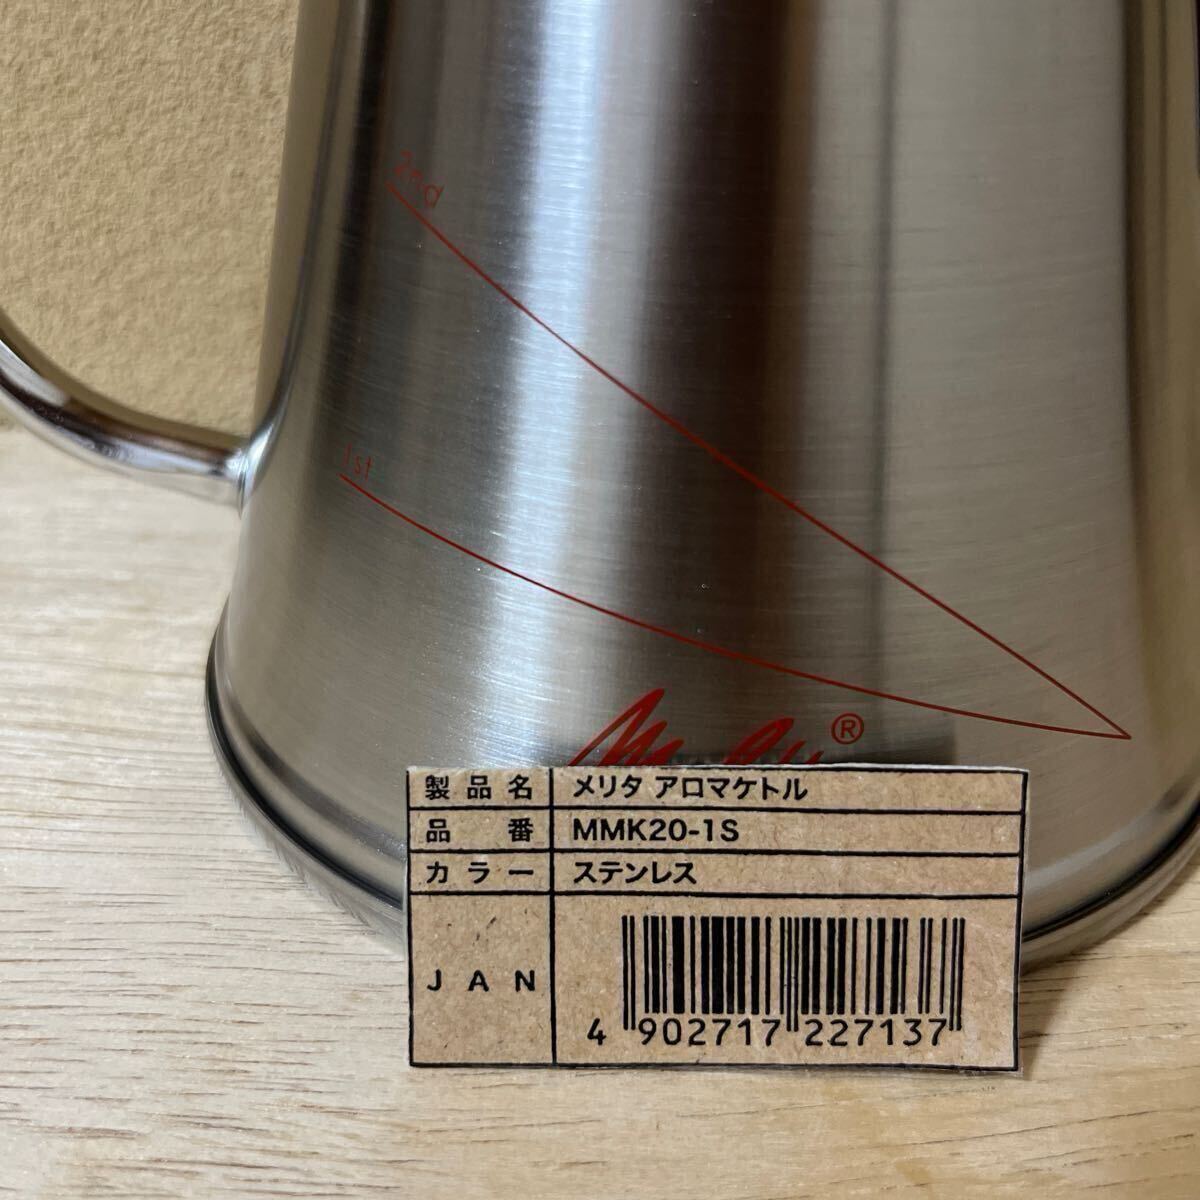 2nd
1st
®
製品名 メリタ アロマケトル
品番 MMK20-1S
カラー ステンレス
JAN
4 902717 227137